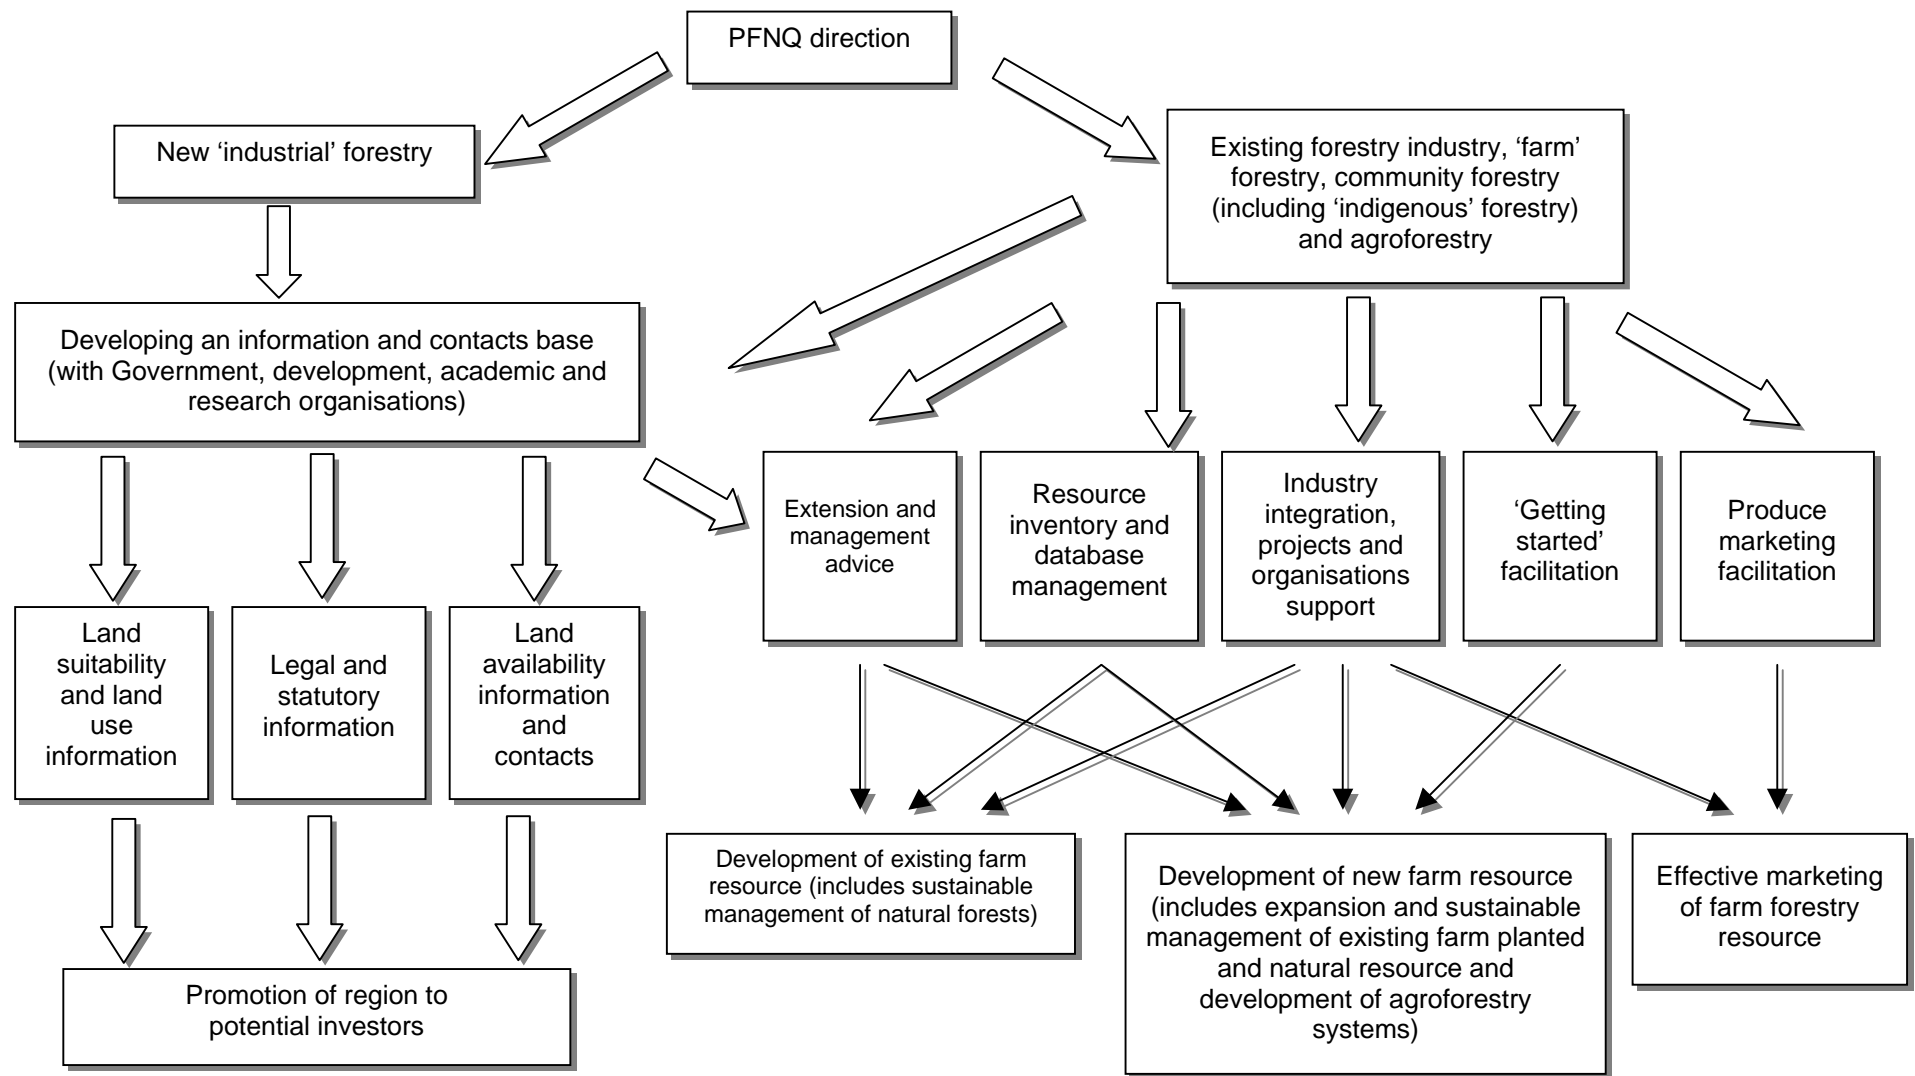 PFNQ direction
New ‘industrial’ forestry
Existing forestry industry, ‘farm’
forestry, community forestry
(including ‘indigenous’ forestry)
and agroforestry
Developing an information and contacts base
(with Government, development, academic and
research organisations)
Extension and
management
advice
Resource
inventory and
database
management
Industry
integration,
projects and
organisations
support
‘Getting
started’
facilitation
Produce
marketing
facilitation
Land
suitability
and land
use
information
Legal and
statutory
information
Land
availability
information
and
contacts
Development of existing farm
resource (includes sustainable
management of natural forests)
Development of new farm resource
(includes expansion and sustainable
management of existing farm planted
and natural resource and
development of agroforestry
systems)
Effective marketing
of farm forestry
resource
Promotion of region to
potential investors